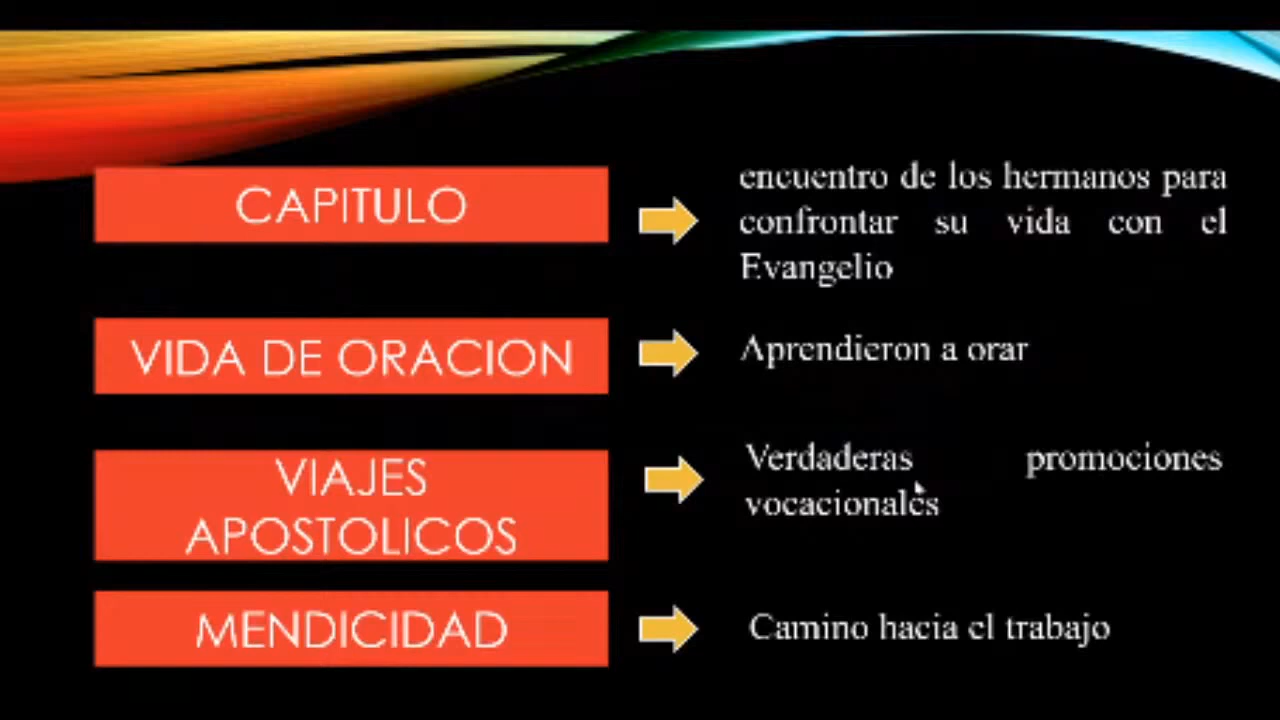 CAPITULO
encuentro de los hermanos para
confrontar su vida con el
Evangelio
VIDA DE ORACION
Aprendieron a orar
VIAJES
APOSTOLICOS
Verdaderas promociones
vocacionales
MENDICIDAD
Camino hacia el trabajo